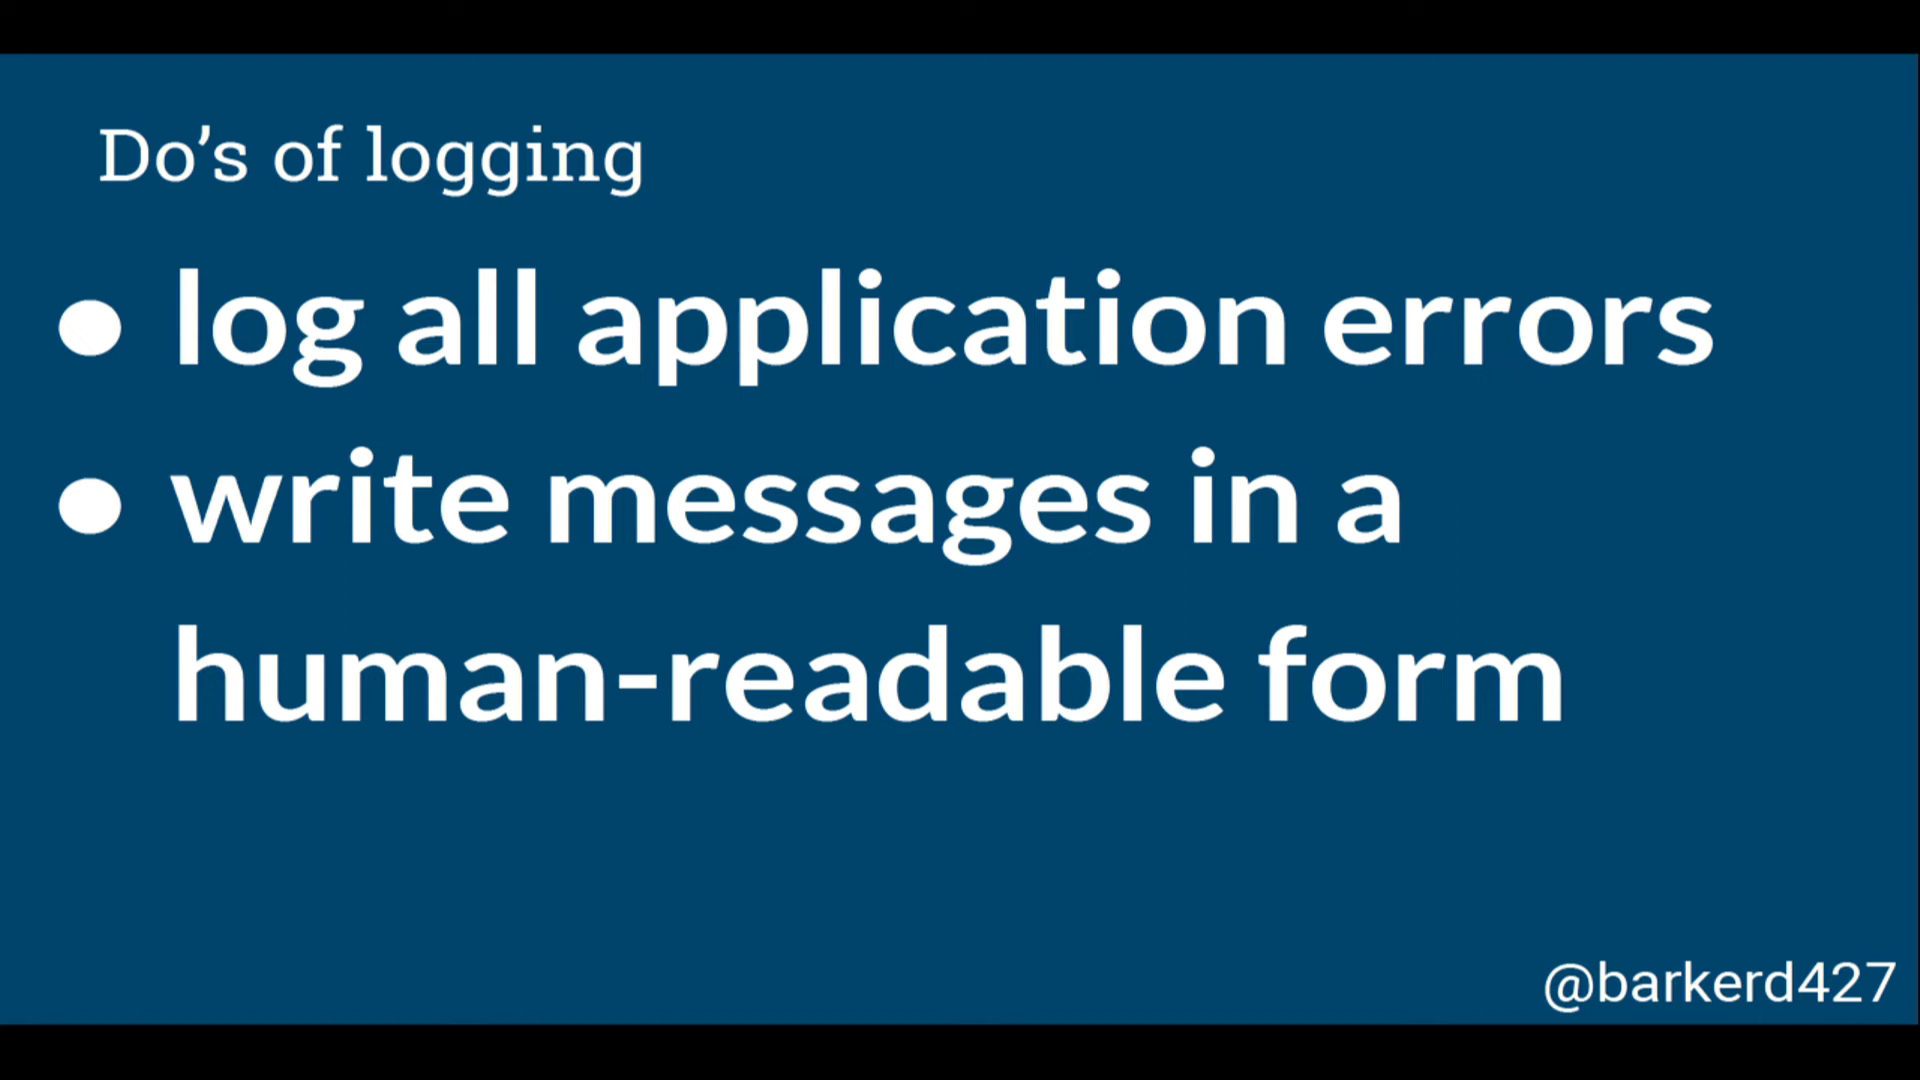 Do’s of logging
● log all application errors
● write messages in a
human-readable form
@barkerd427